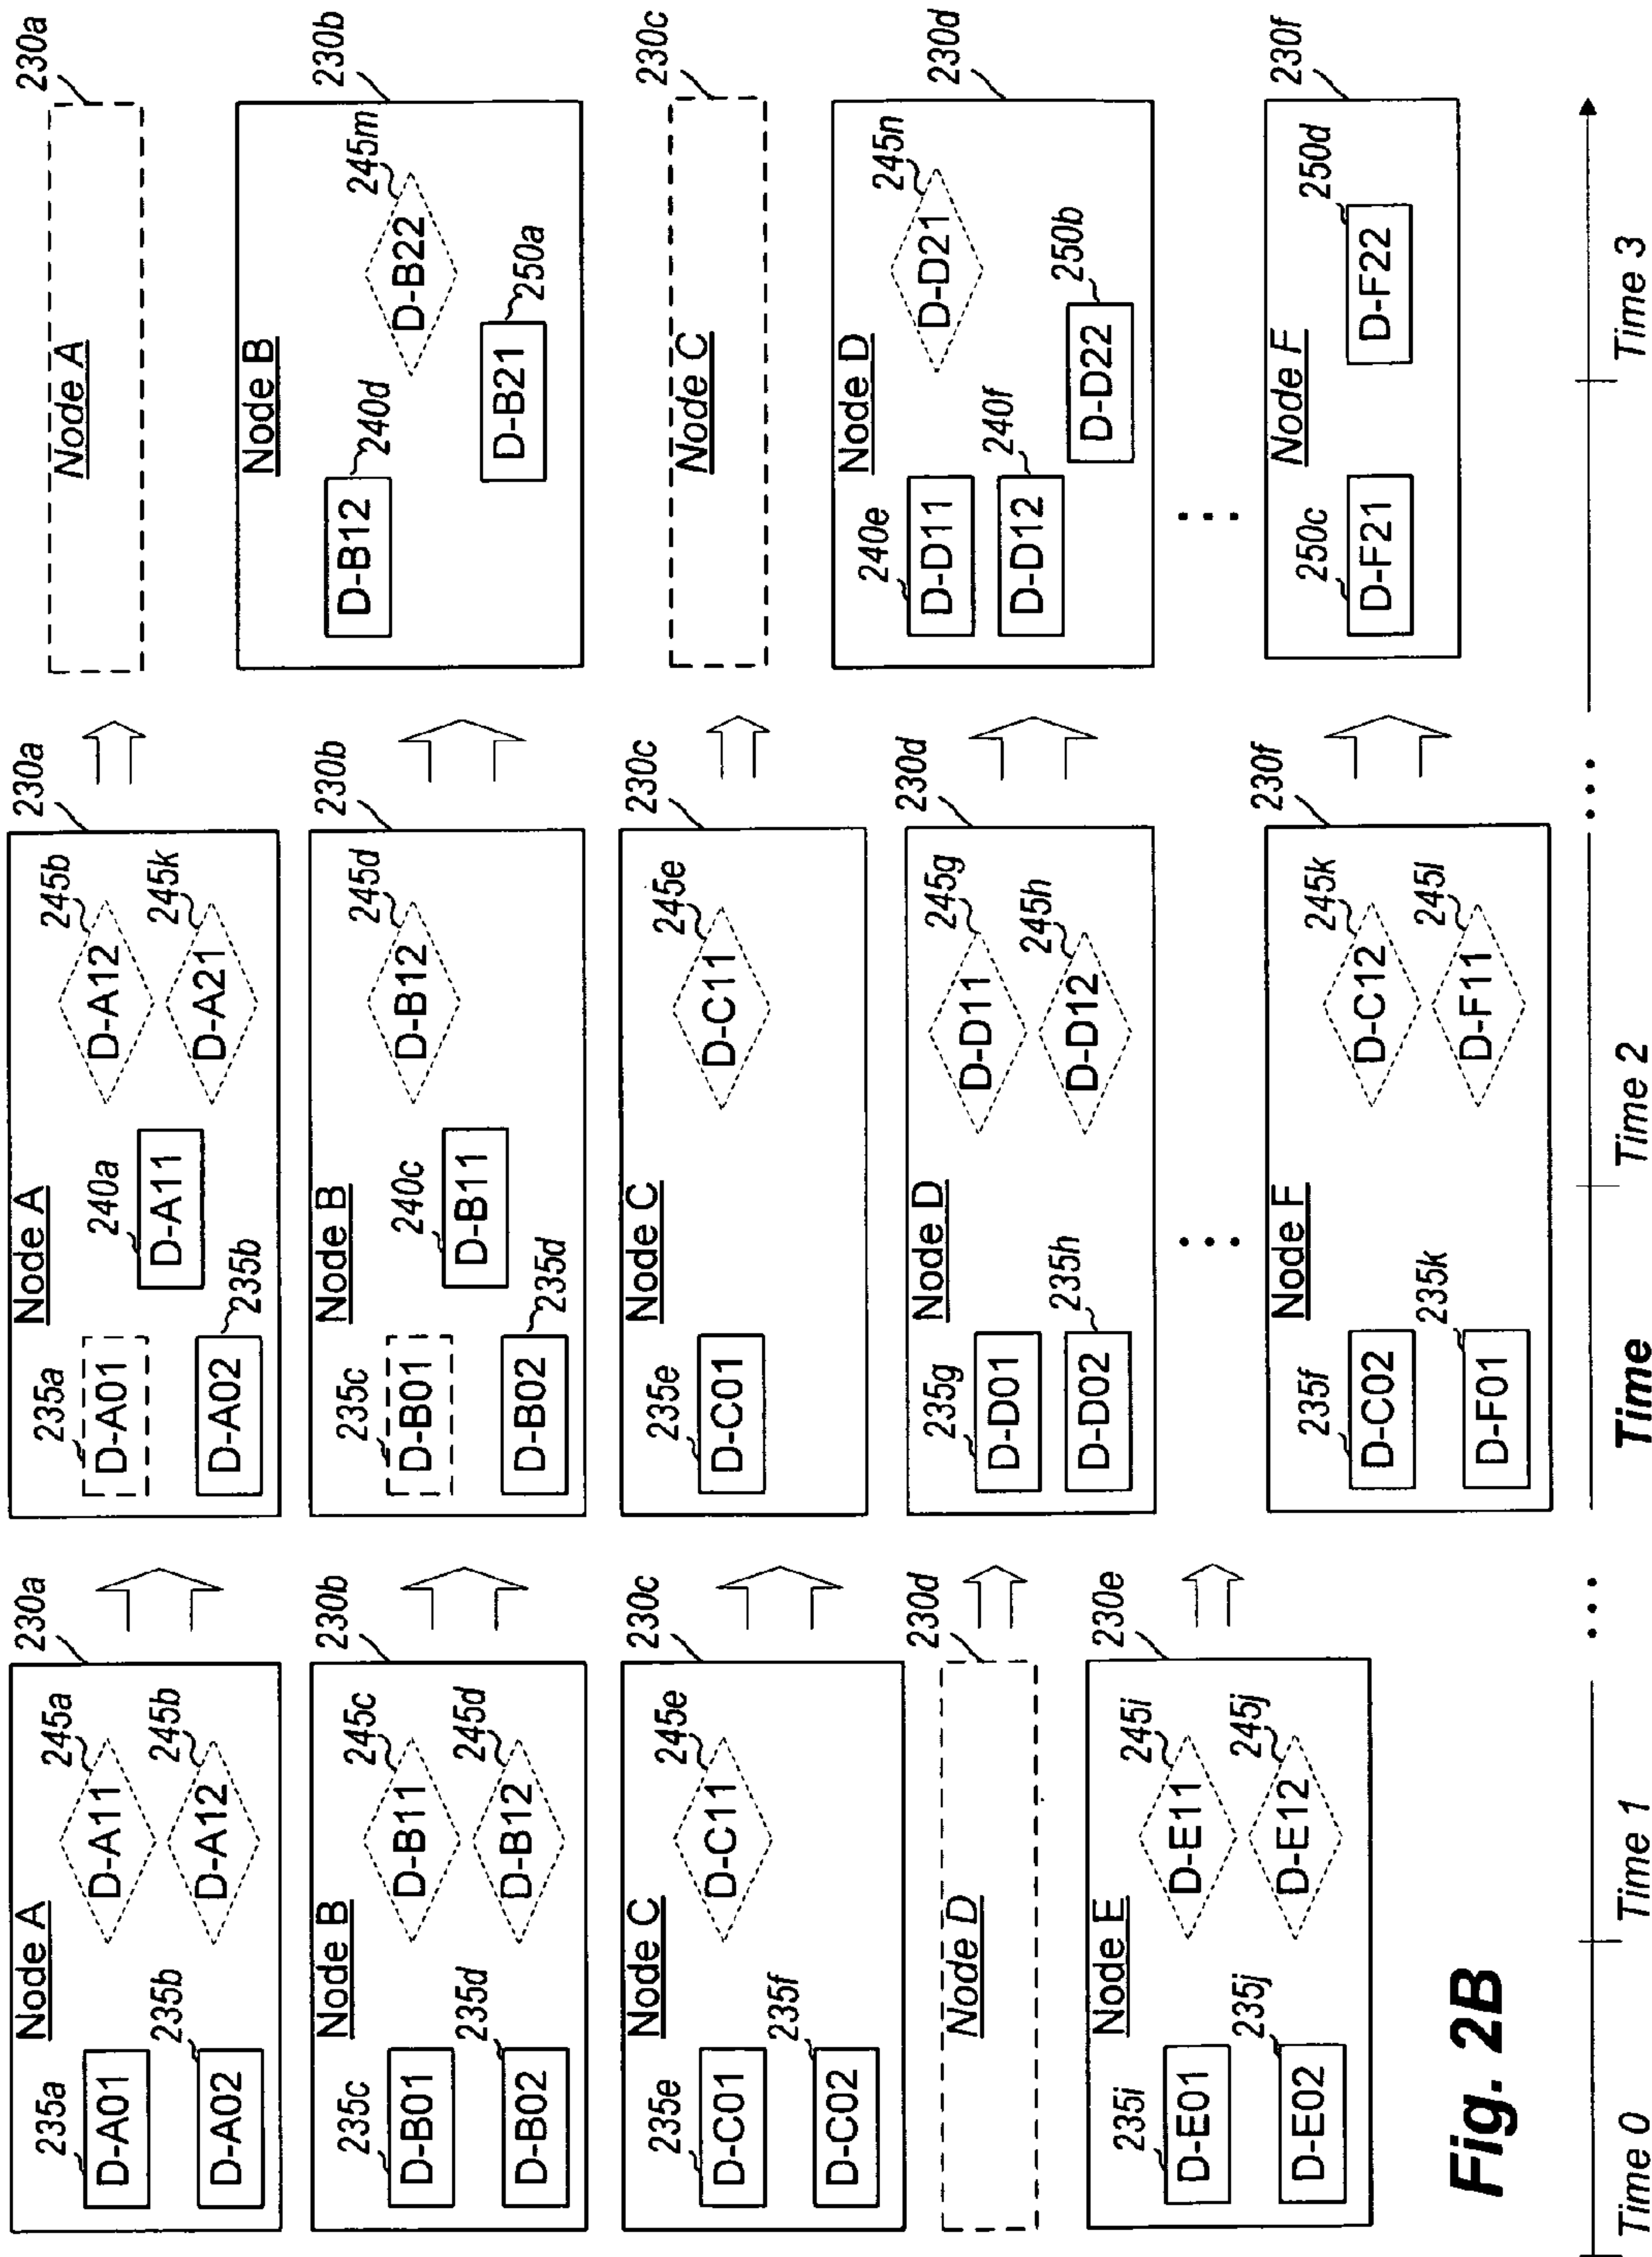 230a
Node A
235a
D-A01
235b
D-A02
245a
D-A11
245b
D-A12
230b
Node B
235c
D-B01
235d
D-B02
245c
D-B11
245d
D-B12
230c
Node C
235e
D-C01
235f
D-C02
245e
D-C11
230d
Node D
230e
Node E
235i
D-E01
235j
D-E02
245i
D-E11
245j
D-E12
230a
Node A
235a
D-A01
235b
D-A02
240a
D-A11
245b
D-A12
245k
D-A21
230b
Node B
235c
D-B01
235d
D-B02
240c
D-B11
245d
D-B12
230c
Node C
235e
D-C01
245e
D-C11
230d
Node D
235g
D-D01
235h
D-D02
245g
D-D11
245h
D-D12
...
230f
Node F
235f
D-C02
235k
D-F01
245k
D-C12
245l
D-F11
230a
Node A
230b
Node B
240d
D-B12
245m
D-B22
250a
D-B21
230c
Node C
230d
Node D
240e
D-D11
240f
D-D12
245n
D-D21
250b
D-D22
...
230f
Node F
250c
D-F21
250d
D-F22
... ...
Time 0 Time 1 Time Time 2 Time 3
Fig. 2B